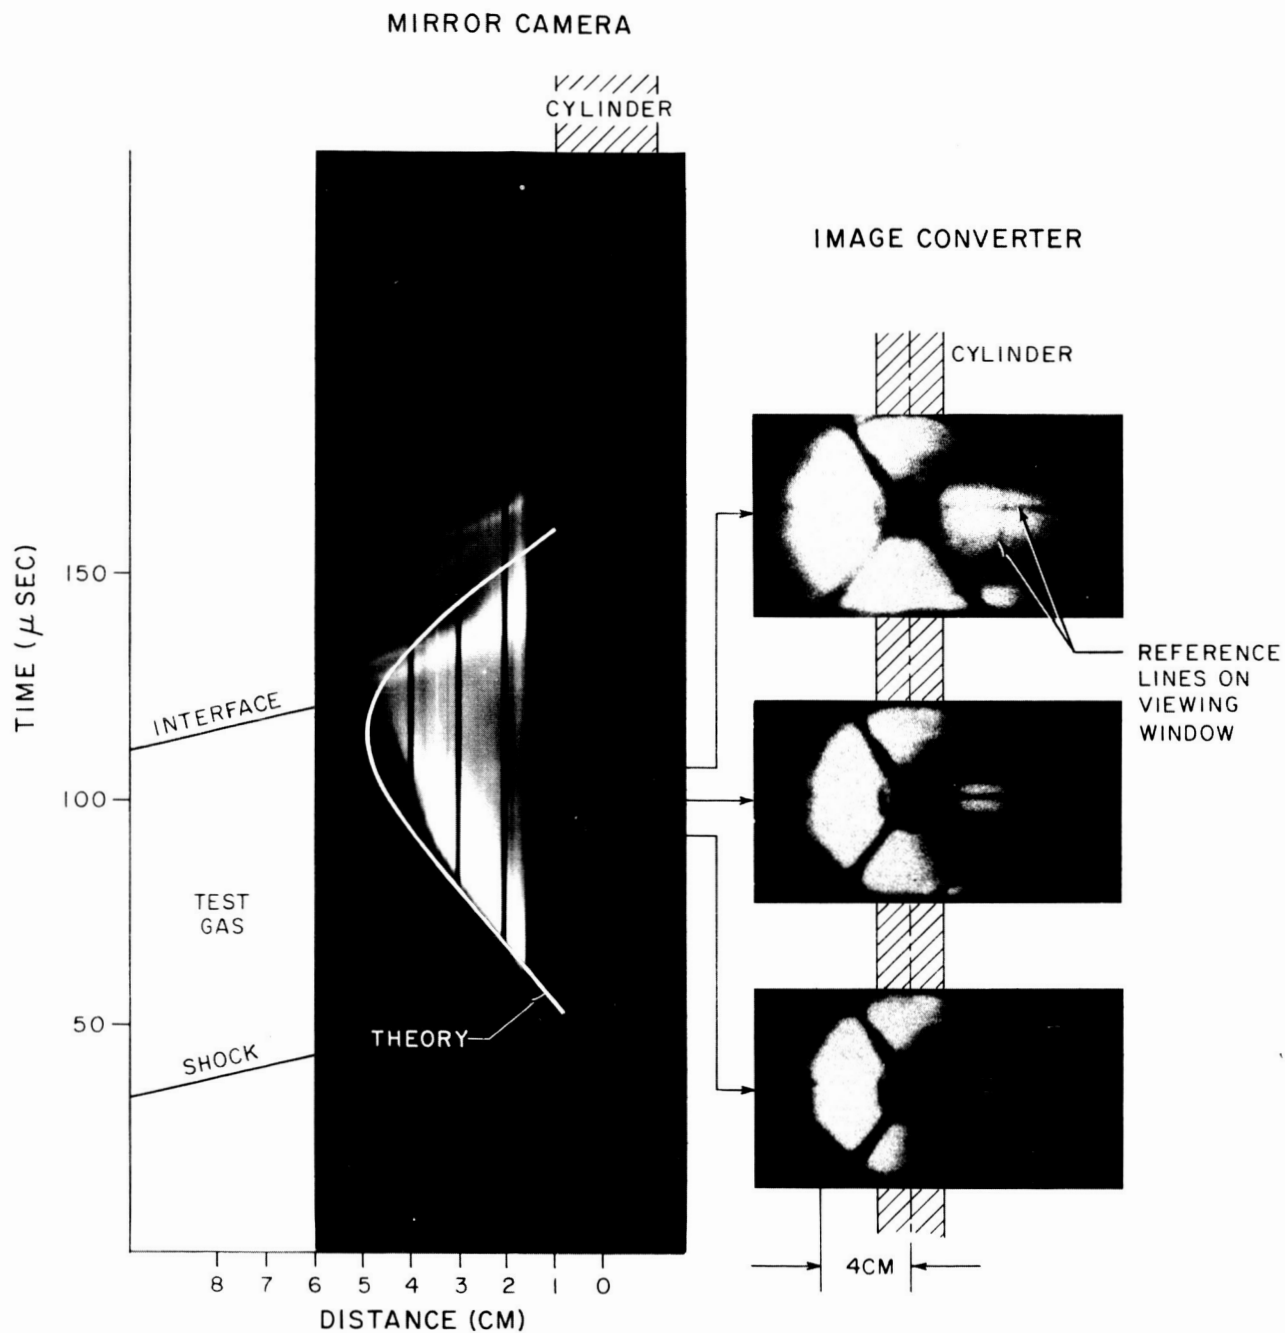 MIRROR CAMERA
CYLINDER
IMAGE CONVERTER
CYLINDER
TIME (μ SEC)
150
INTERFACE
100
TEST
GAS
50
SHOCK
THEORY
REFERENCE
LINES ON
VIEWING
WINDOW
8 7 6 5 4 3 2 1 0
DISTANCE (CM)
4CM